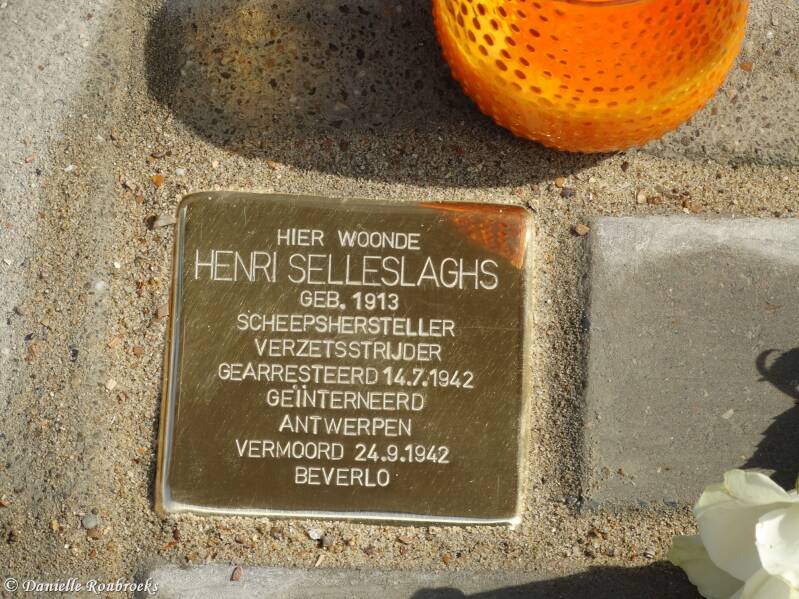 HIER WOONDE
HENRI SELLESLAGHS
GEB. 1913
SCHEEPSHERSTELLER
VERZETSSTRIJDER
GEARRESTEERD 14.7.1942
GEÏNTERNEERD
ANTWERPEN
VERMOORD 24.9.1942
BEVERLO
© Danielle Roubroeks